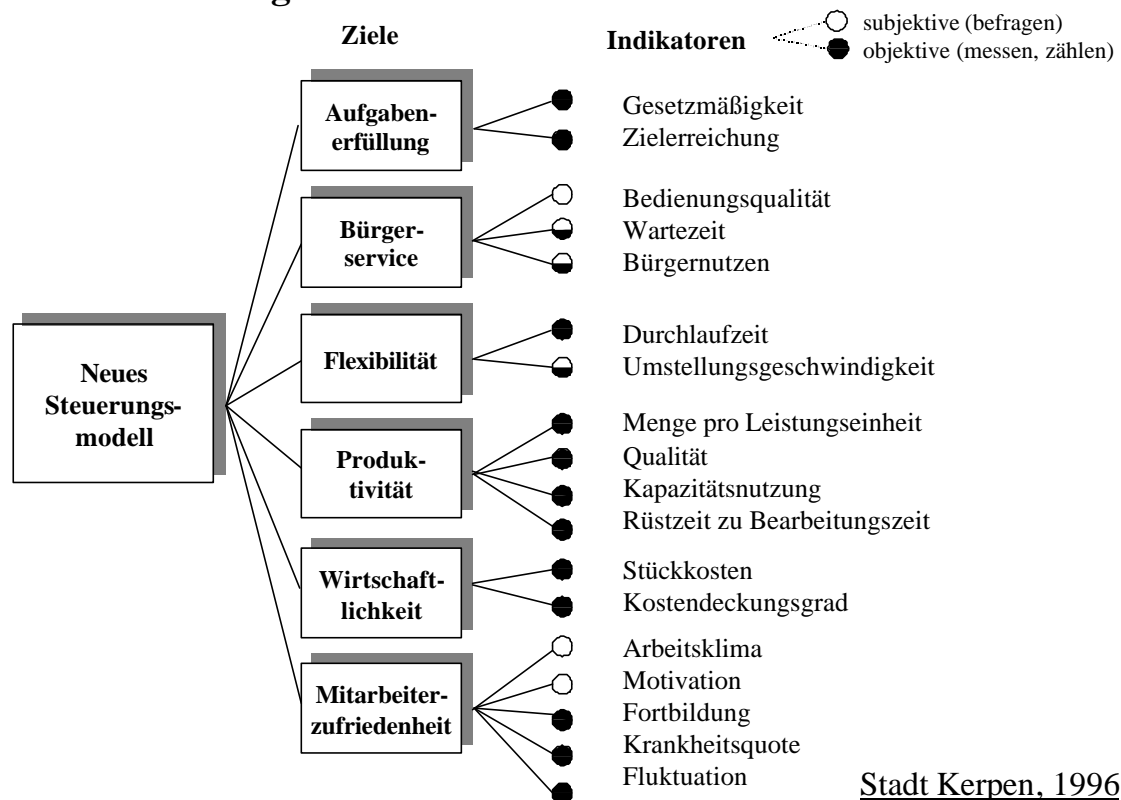 Ziele
Indikatoren
subjektive (befragen)
objektive (messen, zählen)
Neues
Steuerungs-
modell
Aufgaben-
erfüllung
Gesetzmäßigkeit
Zielerreichung
Bürger-
service
Bedienungsqualität
Wartezeit
Bürgernutzen
Flexibilität
Durchlaufzeit
Umstellungsgeschwindigkeit
Produk-
tivität
Menge pro Leistungseinheit
Qualität
Kapazitätsnutzung
Rüstzeit zu Bearbeitungszeit
Wirtschaft-
lichkeit
Stückkosten
Kostendeckungsgrad
Mitarbeiter-
zufriedenheit
Arbeitsklima
Motivation
Fortbildung
Krankheitsquote
Fluktuation
Stadt Kerpen, 1996